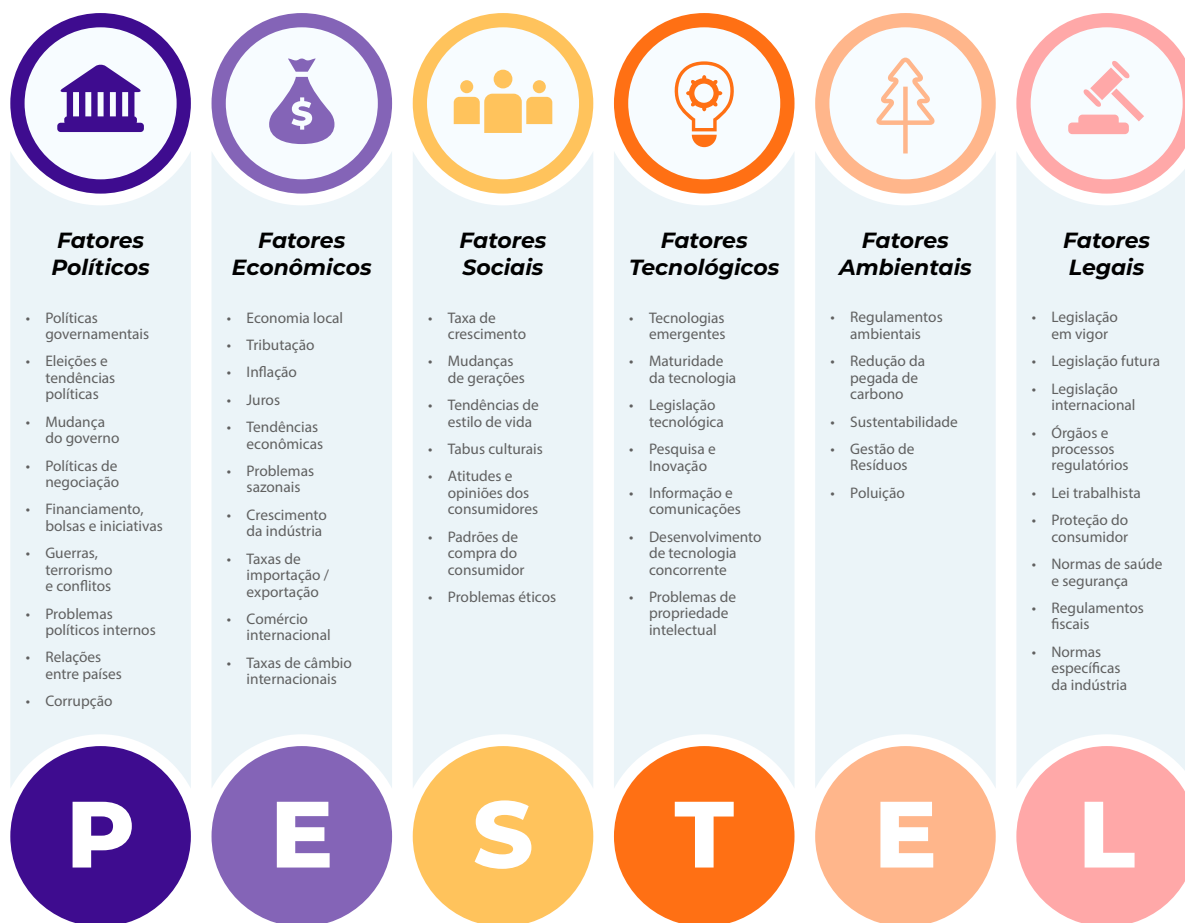 $
Fatores
Políticos
• Políticas
governamentais
• Eleições e
tendências
políticas
• Mudança
do governo
• Políticas de
negociação
• Financiamento,
bolsas e iniciativas
• Guerras,
terrorismo
e conflitos
• Problemas
políticos internos
• Relações
entre países
• Corrupção
P
Fatores
Econômicos
• Economia local
• Tributação
• Inflação
• Juros
• Tendências
econômicas
• Problemas
sazonais
• Crescimento
da indústria
• Taxas de
importação /
exportação
• Comércio
internacional
• Taxas de câmbio
internacionais
E
Fatores
Sociais
• Taxa de
crescimento
• Mudanças
de gerações
• Tendências de
estilo de vida
• Tabus culturais
• Atitudes e
opiniões dos
consumidores
• Padrões de
compra do
consumidor
• Problemas éticos
S
Fatores
Tecnológicos
• Tecnologias
emergentes
• Maturidade
da tecnologia
• Legislação
tecnológica
• Pesquisa e
Inovação
• Informação e
comunicações
• Desenvolvimento
de tecnologia
concorrente
• Problemas de
propriedade
intelectual
T
Fatores
Ambientais
• Regulamentos
ambientais
• Redução da
pegada de
carbono
• Sustentabilidade
• Gestão de
Resíduos
• Poluição
E
Fatores
Legais
• Legislação
em vigor
• Legislação futura
• Legislação
internacional
• Órgãos e
processos
regulatórios
• Lei trabalhista
• Proteção do
consumidor
• Normas de saúde
e segurança
• Regulamentos
fiscais
• Normas
específicas
da indústria
L